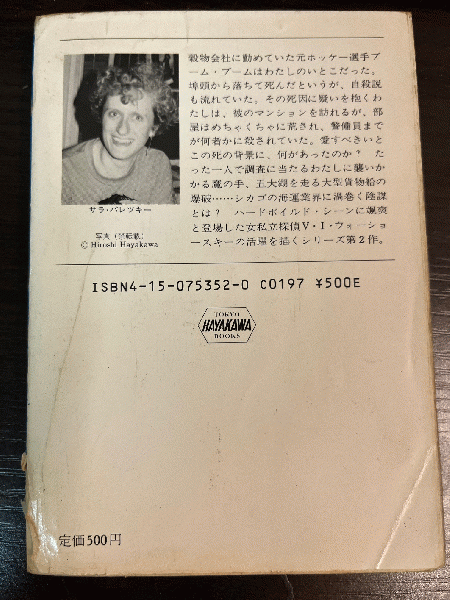 穀物会社に勤めていた元ホッケー選手ブ
ーム・ブームはわたしのいとこだった。
埠頭から落ちて死んだというが、自殺説
も流れていた。その死因に疑いを抱くわ
たしは、彼のマンションを訪れるが、部
屋はめちゃくちゃに荒され、警備員まで
が何者かに殺されていた。愛すべきいと
この死の背景に、何があったのか? た
った一人で調査に当たるわたしに襲いか
かる魔の手、五大湖を走る大型貨物船の
爆破……シカゴの海運業界に渦巻く陰謀
とは? ハードボイルド・シーンに颯爽
と登場した女私立探偵V・I・ウォーショ
ースキーの活躍を描くシリーズ第2作。
サラ・パレツキー
写真(禁転載)
© Hiroshi Hayakawa
ISBN4-15-075352-0 C0197 ¥500E
TOKYO
HAYAKAWA
BOOKS
定価500円